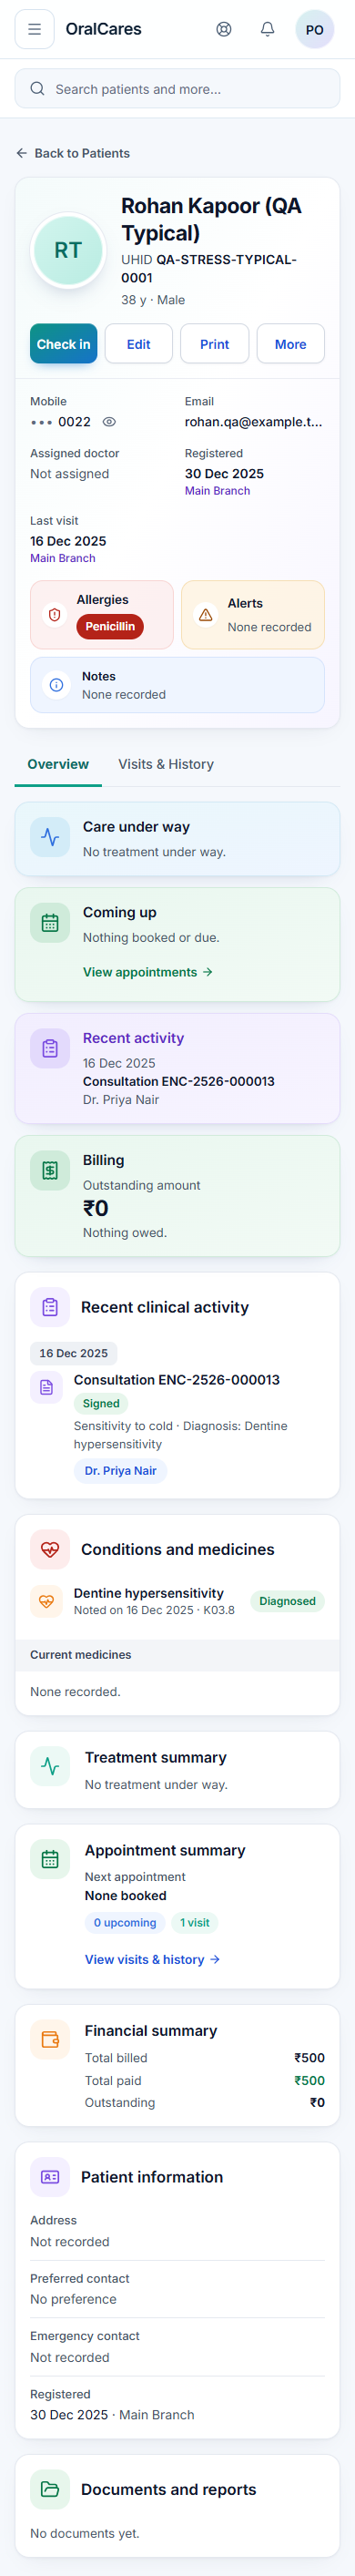 OralCares
PO
Search patients and more...
← Back to Patients
RT
Rohan Kapoor (QA
Typical)
UHID QA-STRESS-TYPICAL-
0001
38 y · Male
Check in
Edit
Print
More
Mobile
Email
••• 0022
rohan.qa@example.t...
Assigned doctor
Registered
Not assigned
30 Dec 2025
Main Branch
Last visit
16 Dec 2025
Main Branch
Allergies
Penicillin
Alerts
None recorded
Notes
None recorded
Overview
Visits & History
Care under way
No treatment under way.
Coming up
Nothing booked or due.
View appointments →
Recent activity
16 Dec 2025
Consultation ENC-2526-000013
Dr. Priya Nair
Billing
Outstanding amount
₹0
Nothing owed.
Recent clinical activity
16 Dec 2025
Consultation ENC-2526-000013
Signed
Sensitivity to cold · Diagnosis: Dentine
hypersensitivity
Dr. Priya Nair
Conditions and medicines
Dentine hypersensitivity
Noted on 16 Dec 2025 · K03.8
Diagnosed
Current medicines
None recorded.
Treatment summary
No treatment under way.
Appointment summary
Next appointment
None booked
0 upcoming
1 visit
View visits & history →
Financial summary
Total billed ₹500
Total paid ₹500
Outstanding ₹0
Patient information
Address
Not recorded
Preferred contact
No preference
Emergency contact
Not recorded
Registered
30 Dec 2025 · Main Branch
Documents and reports
No documents yet.